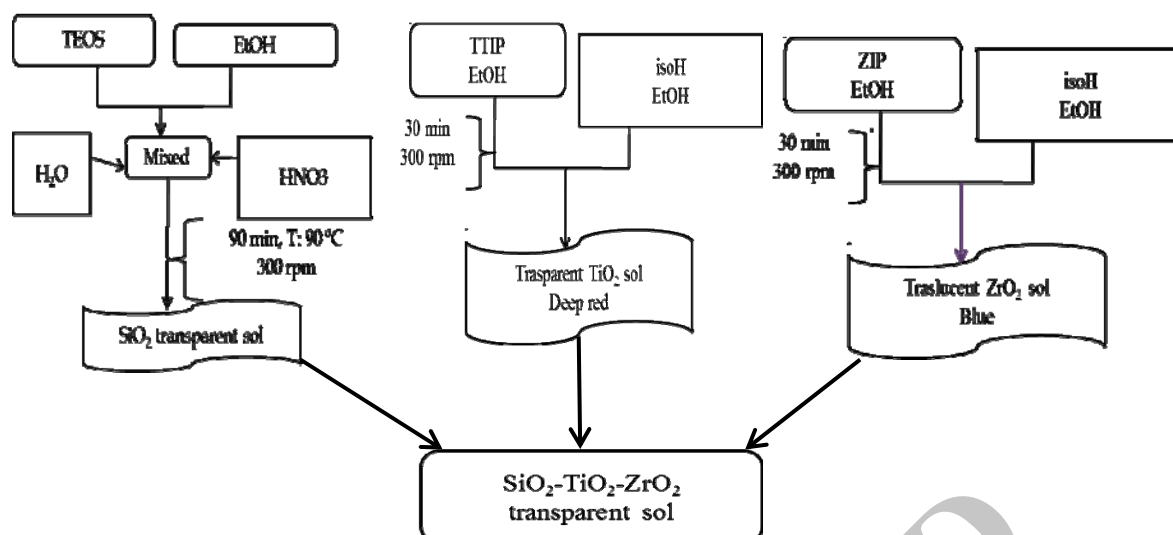 TEOS
EtOH
H₂O
Mixed
HNO3
90 min, T: 90 ºC
300 rpm
SiO₂ transparent sol
TTIP
EtOH
isoH
EtOH
30 min
300 rpm
Trasparent TiO₂ sol
Deep red
ZIP
EtOH
isoH
EtOH
30 min
300 rpm
Traslucent ZrO₂ sol
Blue
SiO₂-TiO₂-ZrO₂
transparent sol